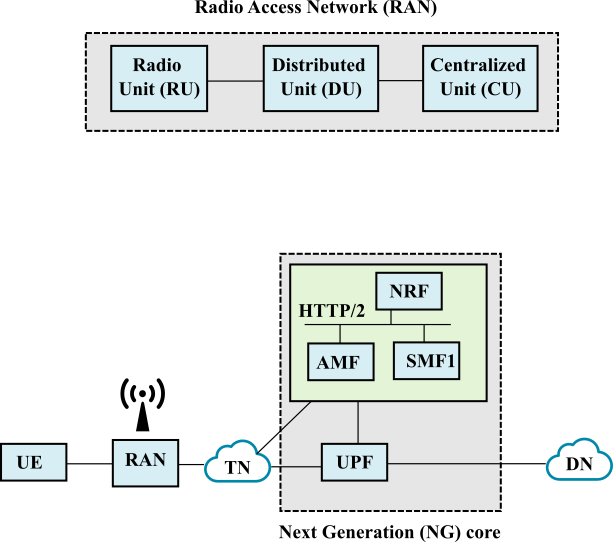 Radio Access Network (RAN)
Radio
Unit (RU)
Distributed
Unit (DU)
Centralized
Unit (CU)
NRF
HTTP/2
AMF
SMF1
UE
RAN
TN
UPF
DN
Next Generation (NG) core